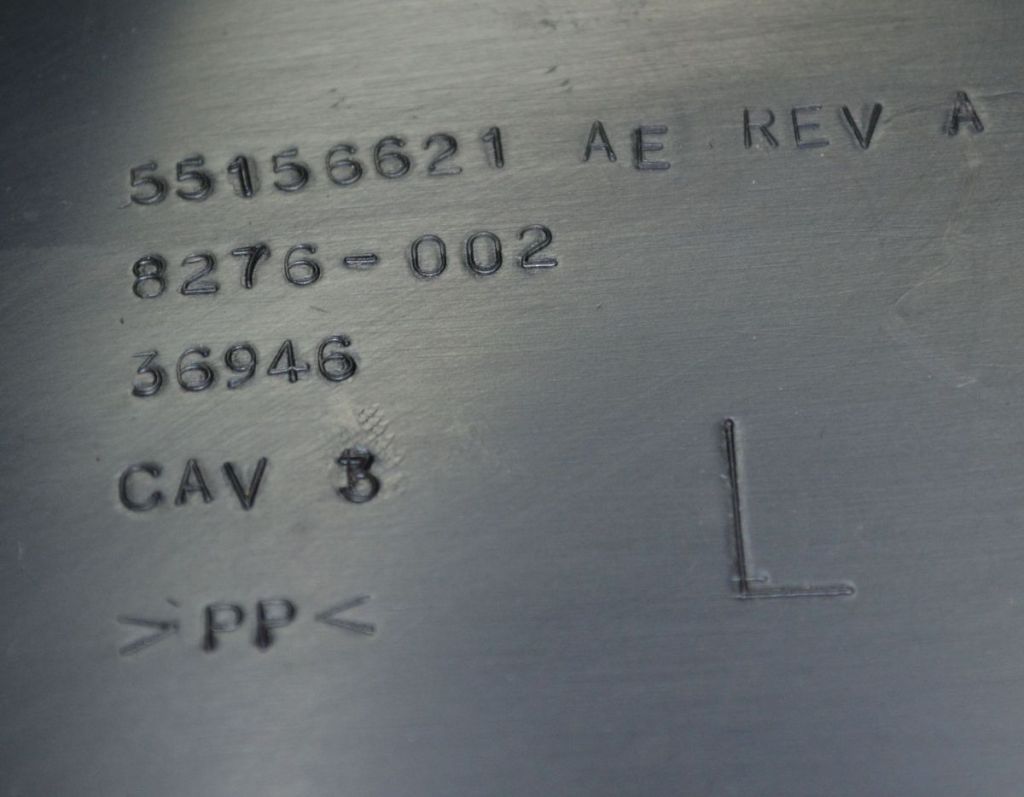 55156621 AE REV A
8276-002
36946
CAV 3
>PP<
L